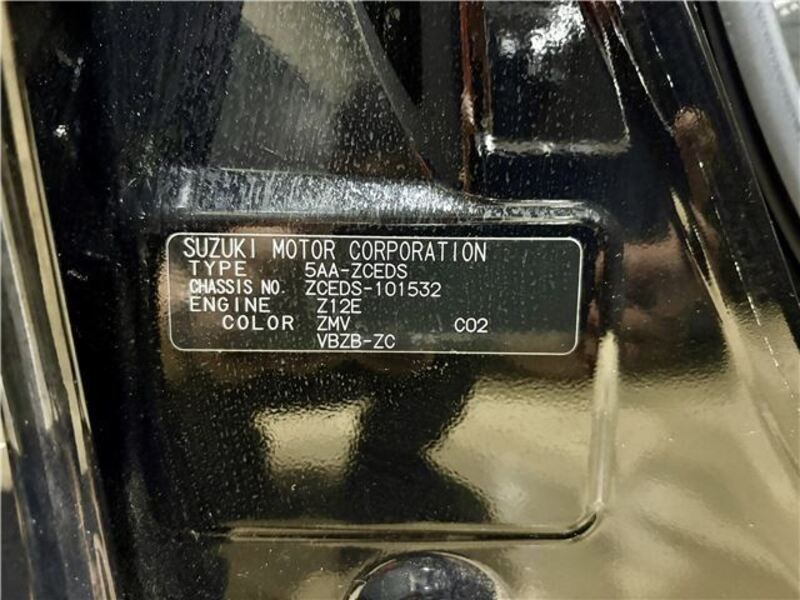 SUZUKI MOTOR CORPORATION
TYPE 5AA-ZCEDS
CHASSIS NO. ZCEDS-101532
ENGINE Z12E
COLOR ZMV C02
VBZB-ZC